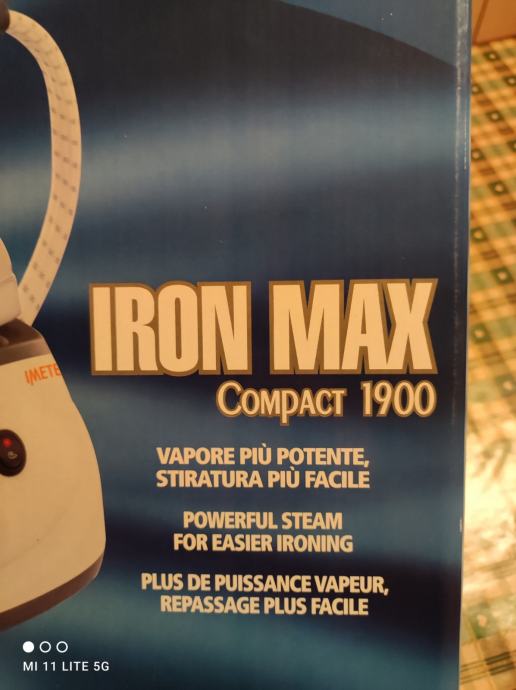 IRON MAX
COMPACT 1900
IMETE
VAPORE PIÙ POTENTE,
STIRATURA PIÙ FACILE
POWERFUL STEAM
FOR EASIER IRONING
PLUS DE PUISSANCE VAPEUR,
REPASSAGE PLUS FACILE
MI 11 LITE 5G